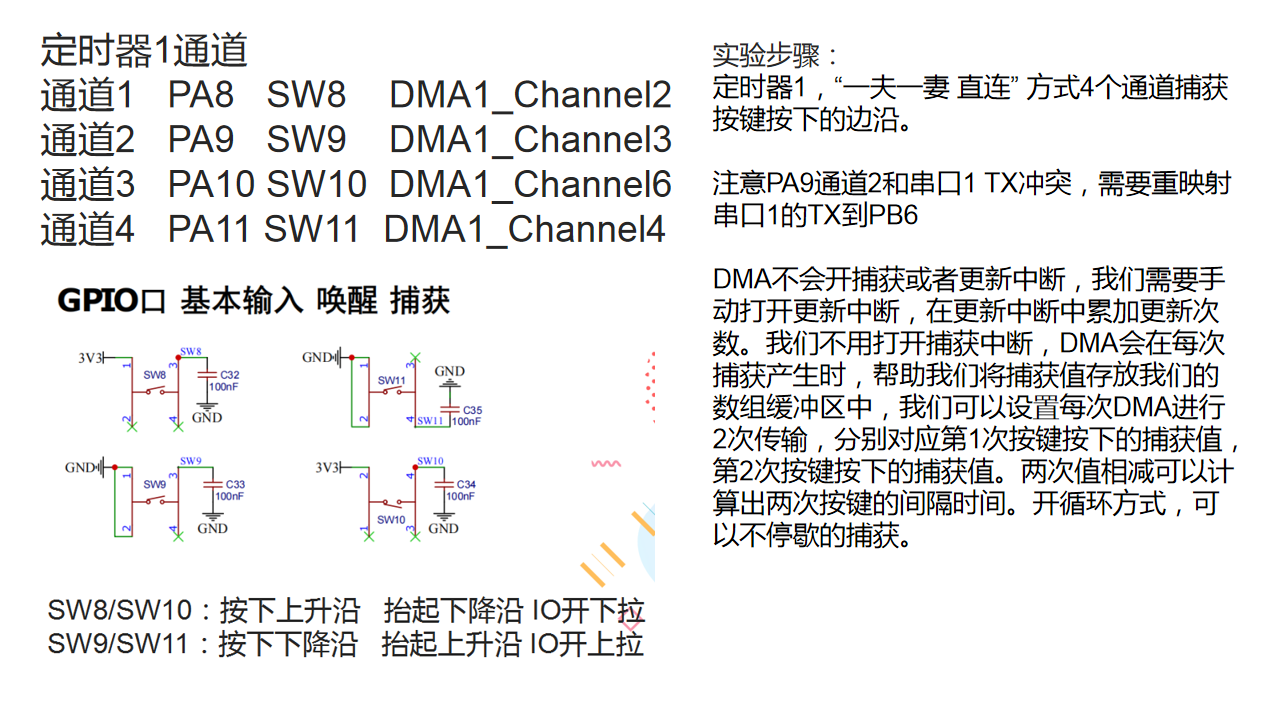 定时器1通道
通道1 PA8 SW8 DMA1_Channel2
通道2 PA9 SW9 DMA1_Channel3
通道3 PA10 SW10 DMA1_Channel6
通道4 PA11 SW11 DMA1_Channel4
GPIO口 基本输入 唤醒 捕获
3V3 1 3 SW8
SW8 C32
100nF
2 4 GND
GND 1 3
SW11 GND
C35
2 4 SW11 100nF
GND 1 3 SW9
SW9 C33
100nF
2 4 GND
3V3 2 4 SW10
C34
SW10 100nF
1 3 GND
SW8/SW10：按下上升沿 抬起下降沿 IO开下拉
SW9/SW11：按下下降沿 抬起上升沿 IO开上拉
实验步骤：
定时器1，“一夫一妻 直连” 方式4个通道捕获
按键按下的边沿。
注意PA9通道2和串口1 TX冲突，需要重映射
串口1的TX到PB6
DMA不会开捕获或者更新中断，我们需要手
动打开更新中断，在更新中断中累加更新次
数。我们不用打开捕获中断，DMA会在每次
捕获产生时，帮助我们将捕获值存放我们的
数组缓冲区中，我们可以设置每次DMA进行
2次传输，分别对应第1次按键按下的捕获值，
第2次按键按下的捕获值。两次值相减可以计
算出两次按键的间隔时间。开循环方式，可
以不停歇的捕获。